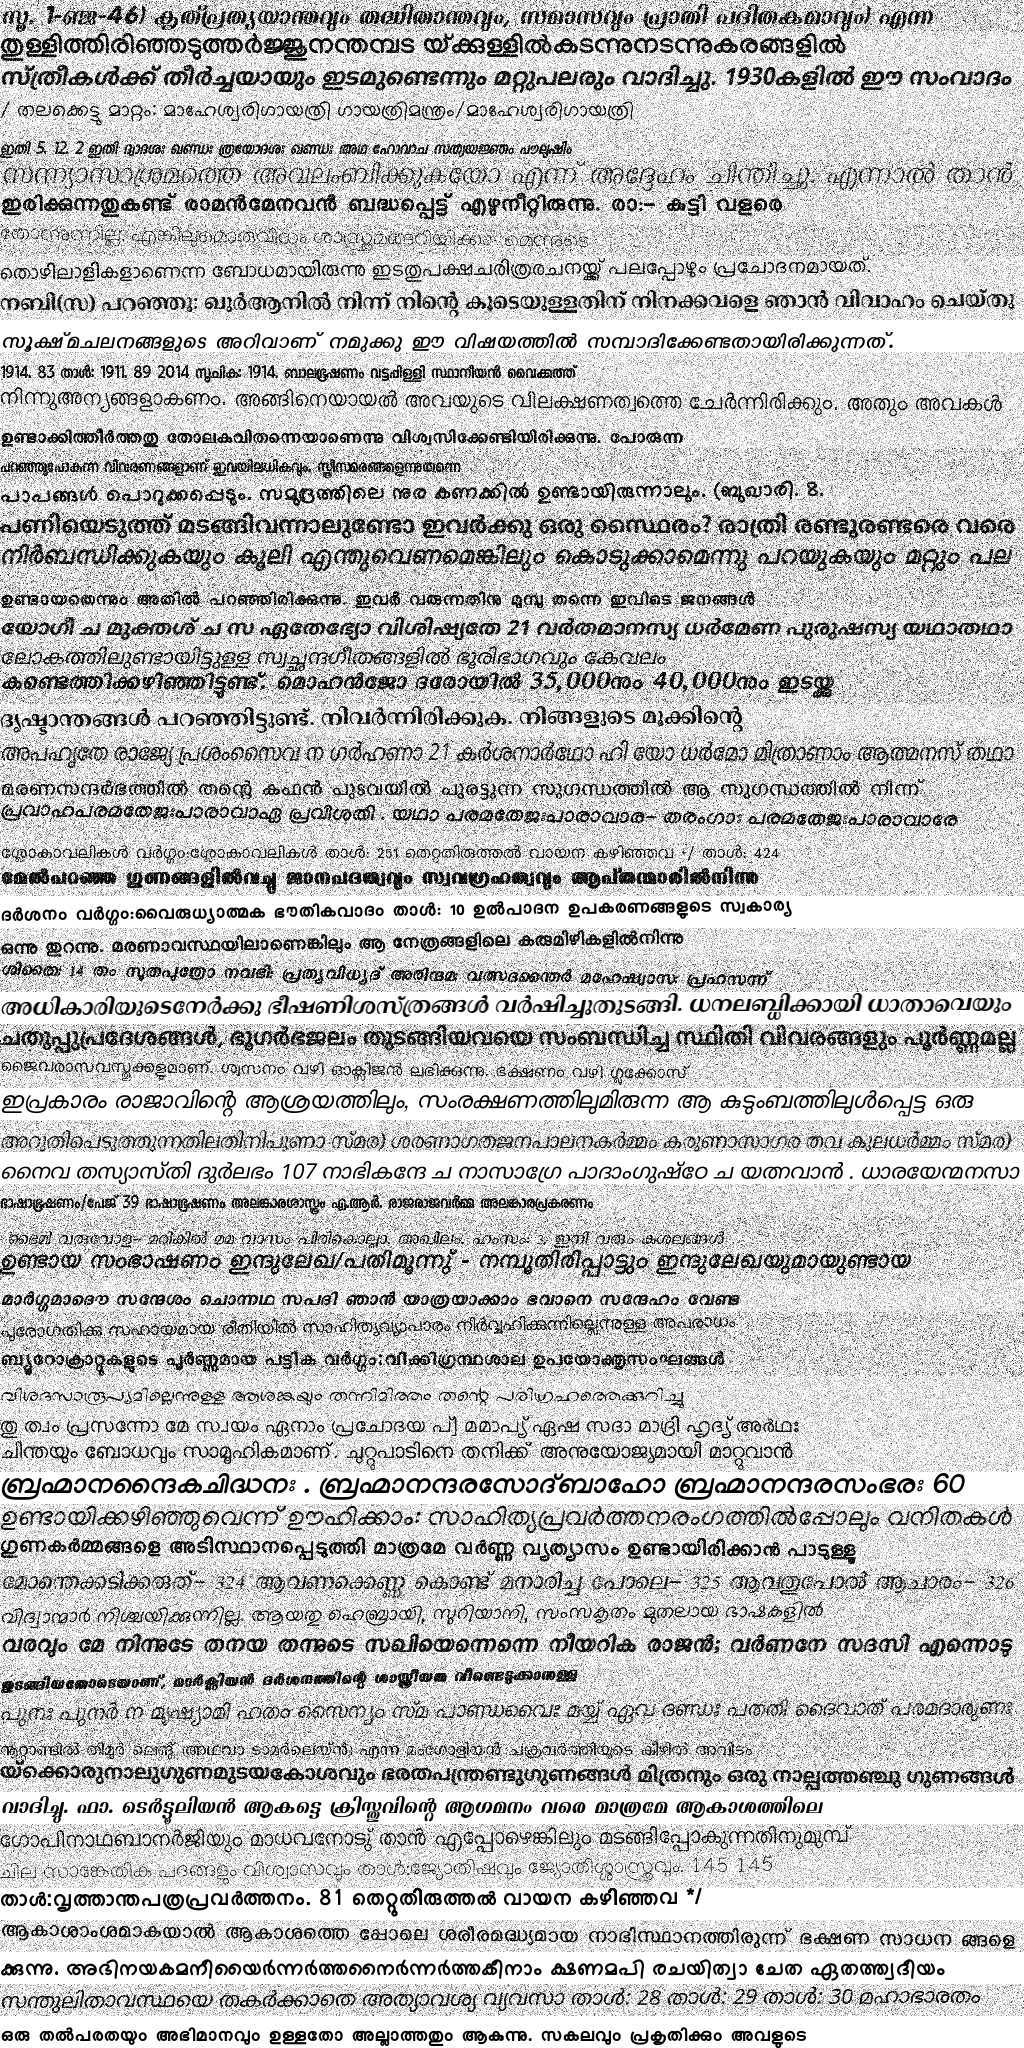 സൂ. 1-ഞ്ജ-46) കൃത്പ്രത്യയാന്തവും തദ്ധിതാന്തവും, സമാസവും പ്രാതി പദിതകമാവും) എന്ന
തുള്ളിത്തിരിഞ്ഞടുത്തർജ്ജുനന്തമ്പട യ്ക്കുള്ളിൽകടന്നുനടന്നുകരങ്ങളിൽ
സ്ത്രീകൾക്ക് തീർച്ചയായും ഇടമുണ്ടെന്നും മറ്റുപലരും വാദിച്ചു. 1930കളിൽ ഈ സംവാദം
/ തലക്കെട്ടു മാറ്റം: മാഹേശ്വരിഗായത്രി ഗായത്രിമന്ത്രം/മാഹേശ്വരിഗായത്രി
ഇതി 5. 12. 2 ഇതി ദ്വാദശഃ ഖണ്ഡഃ ത്രയോദശഃ ഖണ്ഡഃ അഥ ഹോവാച സത്യയജ്ഞം പൗലുഷിം
സന്ന്യാസാശ്രമത്തെ അവലംബിക്കുകയോ എന്ന് അദ്ദേഹം ചിന്തിച്ചു. എന്നാൽ താൻ
ഇരിക്കുന്നതുകണ്ട് രാമൻമേനവൻ ബദ്ധപ്പെട്ട് എഴുനീറ്റിരുന്നു. രാ:– കുട്ടി വളരെ
തോന്നുന്നില്ല. എങ്കിലുമൊരുവിധം ശാസ്ത്രമതേറിയിക്ക മെന്നുടെ
തൊഴിലാളികളാണെന്ന ബോധമായിരുന്നു ഇടതുപക്ഷചരിത്രരചനയ്ക്ക് പലപ്പോഴും പ്രചോദനമായത്.
നബി(സ) പറഞ്ഞു: ഖുർആനിൽ നിന്ന് നിന്റെ കൂടെയുള്ളതിന് നിനക്കവളെ ഞാൻ വിവാഹം ചെയ്തു
സൂക്ഷ്മചലനങ്ങളുടെ അറിവാണ് നമുക്കു ഈ വിഷയത്തിൽ സമ്പാദിക്കേണ്ടതായിരിക്കുന്നത്.
1914. 83 താൾ: 1911. 89 2014 സൂചിക: 1914. ബാലഭൂഷണം വട്ടപ്പിള്ളി സ്ഥാനീയൻ വൈക്കത്ത്
നിന്നുഅന്യങ്ങളാകണം. അങ്ങിനെയായൽ അവയുടെ വിലക്ഷണത്വത്തെ ചേർന്നിരിക്കും. അതും അവകൾ
ഉണ്ടാക്കിത്തീർത്തതു തോലകവിതന്നെയാണെന്നു വിശ്വസിക്കേണ്ടിയിരിക്കുന്നു. പോരുന്ന
പറഞ്ഞുപോകുന്ന വിവരണങ്ങളാണ് ഇവയിലധികവും. സ്ത്രീസമരങ്ങളെന്നുതന്നെ
പാപങ്ങൾ പൊറുക്കപ്പെടും. സമുദ്രത്തിലെ നുര കണക്കിൽ ഉണ്ടായിരുന്നാലും. (ബുഖാരി. 8.
പണിയെടുത്ത് മടങ്ങിവന്നാലുണ്ടോ ഇവർക്കു ഒരു സ്ഥൈരം? രാത്രി രണ്ടൂരണ്ടരെ വരെ
നിർബന്ധിക്കുകയും കൂലി എന്തുവെണമെങ്കിലും കൊടുക്കാമെന്നു പറയുകയും മറ്റും പല
ഉണ്ടായതെന്നും അതിൽ പറഞ്ഞിരിക്കുന്നു. ഇവർ വരുന്നതിനു മുമ്പു തന്നെ ഇവിടെ ജനങ്ങൾ
യോഗീ ച മുക്തശ് ച സ ഏതേഭ്യോ വിശിഷ്യതേ 21 വർതമാനസ്യ ധർമേണ പുരുഷസ്യ യഥാതഥാ
ലോകത്തിലുണ്ടായിട്ടുള്ള സ്വച്ഛന്ദഗീതങ്ങളിൽ ഭൂരിഭാഗവും കേവലം
കണ്ടെത്തിക്കഴിഞ്ഞിട്ടുണ്ട്. മൊഹൻജോ ദരോയിൽ 35,000നും 40,000നും ഇടയ്ക്കു
ദൃഷ്ടാന്തങ്ങൾ പറഞ്ഞിട്ടുണ്ട്. നിവർന്നിരിക്കുക. നിങ്ങളുടെ മൂക്കിന്റെ
അപഹൃതേ രാജ്യേ പ്രശംസൈവ ന ഗർഹണാ 21 കർശനാർഥോ ഹി യോ ധർമോ മിത്രാണാം ആത്മനസ് തഥാ
മരണസന്ദർഭത്തിൽ തന്റെ കഫൻ പുടവയിൽ പുരട്ടുന്ന സുഗന്ധത്തിൽ ആ സുഗന്ധത്തിൽ നിന്ന്
പ്രവാഹപരമതേജഃപാരാവാഏ പ്രവിശതി . യഥാ പരമതേജഃപാരാവാര– തരംഗാഃ പരമതേജഃപാരാവാരേ
ശ്ലോകാവലികൾ വർഗ്ഗം:ശ്ലോകാവലികൾ താൾ: 251 തെറ്റുതിരുത്തൽ വായന കഴിഞ്ഞവ */ താൾ: 424
മേൽപറഞ്ഞ ഗുണങ്ങളിൽവച്ചു ജാനപദത്വവും സ്വവഗ്രഹത്വവും ആപ്തന്മാരിൽനിന്നു
ദർശനം വർഗ്ഗം:വൈരുധ്യാത്മക ഭൗതികവാദം താൾ: 10 ഉൽപാദന ഉപകരണങ്ങളുടെ സ്വകാര്യ
ഒന്നു തുറന്നു. മരണാവസ്ഥയിലാണെങ്കിലും ആ നേത്രങ്ങളിലെ കരുമിഴികളിൽനിന്നു
ശിതൈഃ 14 തം സൂതപുത്രോ നവഭിഃ പ്രത്യവിധ്യദ് അരിന്ദമഃ വത്സദന്തൈർ മഹേഷ്വാസഃ പ്രഹസന്ന്
അധികാരിയുടെനേർക്കു ഭീഷണിശസ്ത്രങ്ങൾ വർഷിച്ചുതുടങ്ങി. ധനലബ്ധിക്കായി ധാതാവെയും
ചതുപ്പുപ്രദേശങ്ങൾ, ഭൂഗർഭജലം തുടങ്ങിയവയെ സംബന്ധിച്ച സ്ഥിതി വിവരങ്ങളും പൂർണ്ണമല്ല
ജൈവരാസവസ്തുക്കളുമാണ്. ശ്വസനം വഴി ഓക്സിജൻ ലഭിക്കുന്നു. ഭക്ഷണം വഴി ഗ്ലൂക്കോസ്
ഇപ്രകാരം രാജാവിന്റെ ആശ്രയത്തിലും, സംരക്ഷണത്തിലുമിരുന്ന ആ കുടുംബത്തിലുൾപ്പെട്ട ഒരു
അറുതിപെടുത്തുന്നതിലതിനിപുണാ സ്മര) ശരണാഗതജനപാലനകർമ്മം കരുണാസാഗര തവ കുലധർമ്മം സ്മര)
നൈവ തസ്യാസ്തി ദുർലഭം 107 നാഭികന്ദേ ച നാസാഗ്രേ പാദാംഗുഷ്ഠേ ച യത്നവാൻ . ധാരയേന്മനസാ
ഭാഷാഭൂഷണം/പേജ് 39 ഭാഷാഭൂഷണം അലങ്കാരശാസ്ത്രം എ.ആർ. രാജരാജവർമ്മ അലങ്കാരപ്രകരണം
ഭൈമി വരുവോള– മരികിൽ മമ വാസം പിരികൊല്ലാ. അഖിലം. ഹംസം: 3. ഇന്നി വരും കുശലങ്ങൾ
ഉണ്ടായ സംഭാഷണം ഇന്ദുലേഖ/പതിമൂന്നു് - നമ്പൂതിരിപ്പാട്ടും ഇന്ദുലേഖയുമായുണ്ടായ
മാർഗ്ഗമാദൌ സന്ദേശം ചൊന്നഥ സപദി ഞാൻ യാത്രയാക്കാം ഭവാനെ സന്ദേഹം വേണ്ട
പുരോഗതിക്കു സഹായമായ രീതിയിൽ സാഹിത്യവ്യാപാരം നിർവ്വഹിക്കുന്നില്ലെന്നുള്ള അപരാധം
ബ്യൂറോക്രാറ്റുകളുടെ പൂർണ്ണമായ പട്ടിക വർഗ്ഗം:വിക്കിഗ്രന്ഥശാല ഉപയോക്തൃസംഘങ്ങൾ
വിശദസാരൂപ്യമില്ലെന്നുള്ള ആശങ്കയും തന്നിമിത്തം തന്റെ പരിഗ്രഹത്തെക്കുറിച്ചു
തു ത്വം പ്രസന്നോ മേ സ്വയം ഏനാം പ്രചോദയ പ്] മമാപ്യ് ഏഷ സദാ മാദ്രി ഹൃദ്യ് അർഥഃ
ചിന്തയും ബോധവും സാമൂഹികമാണ്. ചുറ്റുപാടിനെ തനിക്ക് അനുയോജ്യമായി മാറ്റുവാൻ
ബ്രഹ്മാനന്ദൈകചിദ്ധനഃ . ബ്രഹ്മാനന്ദരസോദ്ബാഹോ ബ്രഹ്മാനന്ദരസംഭരഃ 60
ഉണ്ടായിക്കഴിഞ്ഞുവെന്ന് ഊഹിക്കാം: സാഹിത്യപ്രവർത്തനരംഗത്തിൽപ്പോലും വനിതകൾ
ഗുണകർമ്മങ്ങളെ അടിസ്ഥാനപ്പെടുത്തി മാത്രമേ വർണ്ണ വ്യത്യാസം ഉണ്ടായിരിക്കാൻ പാടുള്ളൂ
മോന്തെക്കടിക്കരുത്– 324 ആവണക്കെണ്ണ കൊണ്ട് മനാരിച്ച പോലെ– 325 ആവതുപോൽ ആചാരം– 326
വിദ്വാന്മാർ നിശ്ചയിക്കുന്നില്ല. ആയതു ഹെബ്രായി, സുറിയാനി, സംസകൃതം മുതലായ ഭാഷകളിൽ
വരവും മേ നിന്നുടേ തനയ തന്നുടെ സഖിയെന്നെന്നെ നീയറിക രാജൻ; വർണനേ സദസി എന്നൊടു
തുടങ്ങിയതോടെയാണ്, മാർക്സിയൻ ദർശനത്തിന്റെ ശാസ്ത്രീയത വീണ്ടെടുക്കാനുള്ള
പുനഃ പുനർ ന മൃഷ്യാമി ഹതം സൈന്യം സ്മ പാണ്ഡവൈഃ മയ്യ് ഏവ ദണ്ഡഃ പതതി ദൈവാത് പരമദാരുണഃ
നൂറ്റാണ്ടിൽ തിമൂർ ലെങ്ങ് (അഥവാ ടാമർലെയ്ൻ) എന്ന മംഗോളിയൻ ചക്രവർത്തിയുടെ കീഴിൽ അവിടം
യ്ക്കൊരുനാലുഗുണമുടയകോശവും ഭരതപന്ത്രണ്ടുഗുണങ്ങൾ മിത്രനും ഒരു നാല്പത്തഞ്ചു ഗുണങ്ങൾ
വാദിച്ചു. ഫാ. ടെർട്ടൂലിയൻ ആകട്ടെ ക്രിസ്തുവിന്റെ ആഗമനം വരെ മാത്രമേ ആകാശത്തിലെ
ഗോപിനാഥബാനർജിയും മാധവനോടു് താൻ എപ്പോഴെങ്കിലും മടങ്ങിപ്പോകുന്നതിനുമുമ്പ്
ചില സാങ്കേതിക പദങ്ങളും വിശ്വാസവും താൾ:ജ്യോതിഷവും ജ്യോതിശ്ശാസ്ത്രവും. 145 145
താൾ:വൃത്താന്തപത്രപ്രവർത്തനം. 81 തെറ്റുതിരുത്തൽ വായന കഴിഞ്ഞവ */
ആകാശാംശമാകയാൽ ആകാശത്തെ പ്പോലെ ശരീരമദ്ധ്യമായ നാഭിസ്ഥാനത്തിരുന്ന് ഭക്ഷണ സാധന ങ്ങളെ
ക്കുന്നു. അഭിനയകമനീയൈർന്നർത്തനൈർന്നർത്തകീനാം ക്ഷണമപി രചയിത്വാ ചേത ഏതത്ത്വദീയം
സന്തുലിതാവസ്ഥയെ തകർക്കാതെ അത്യാവശ്യ വ്യവസാ താൾ: 28 താൾ: 29 താൾ: 30 മഹാഭാരതം
ഒരു തൽപരതയും അഭിമാനവും ഉള്ളതോ അല്ലാത്തതും ആകുന്നു. സകലവും പ്രകൃതിക്കും അവളുടെ